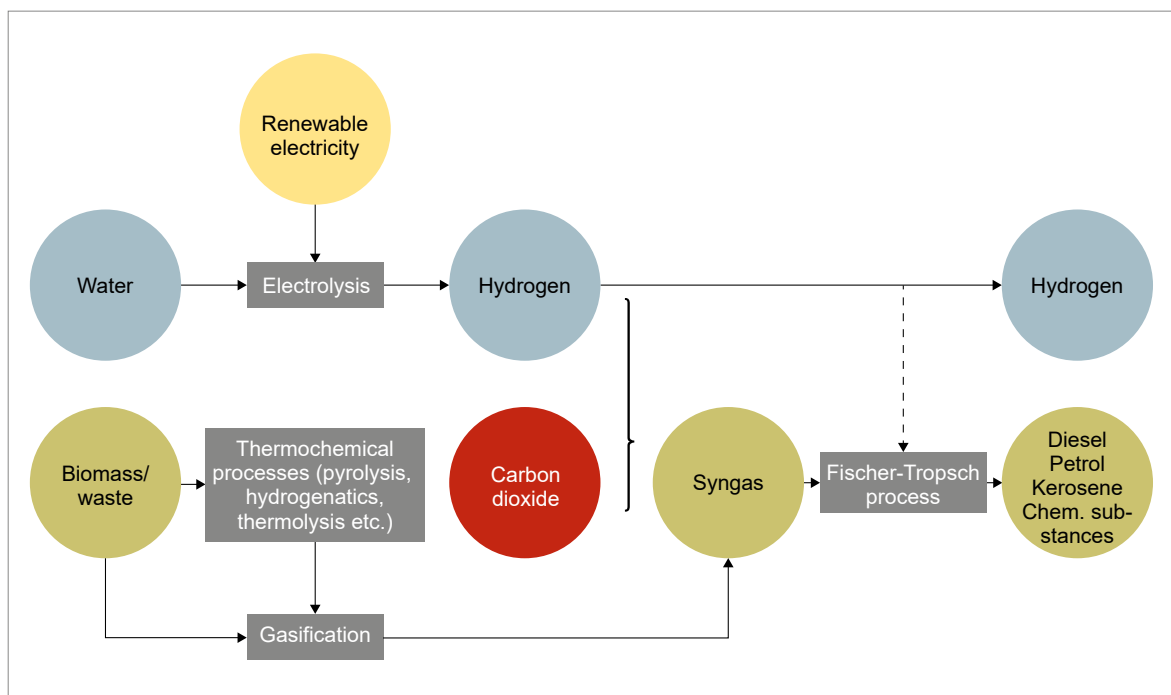 Renewable
electricity
Water
Electrolysis
Hydrogen
Hydrogen
Biomass/
waste
Thermochemical
processes (pyrolysis,
hydrogenatics,
thermolysis etc.)
Carbon
dioxide
Syngas
Fischer-Tropsch
process
Diesel
Petrol
Kerosene
Chem. sub-
stances
Gasification